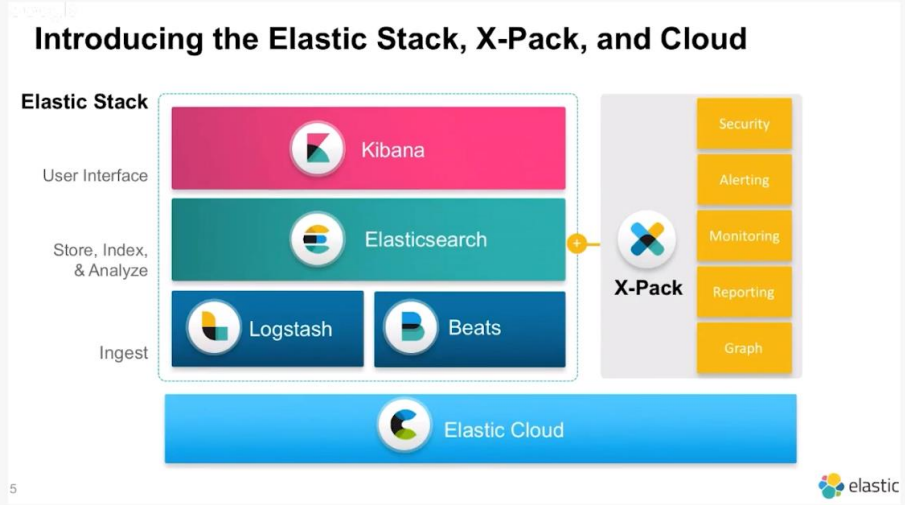 Introducing the Elastic Stack, X-Pack, and Cloud
Elastic Stack
User Interface
Store, Index,
& Analyze
Ingest
Kibana
Elasticsearch
Logstash
Beats
+
X-Pack
Security
Alerting
Monitoring
Reporting
Graph
Elastic Cloud
5
elastic